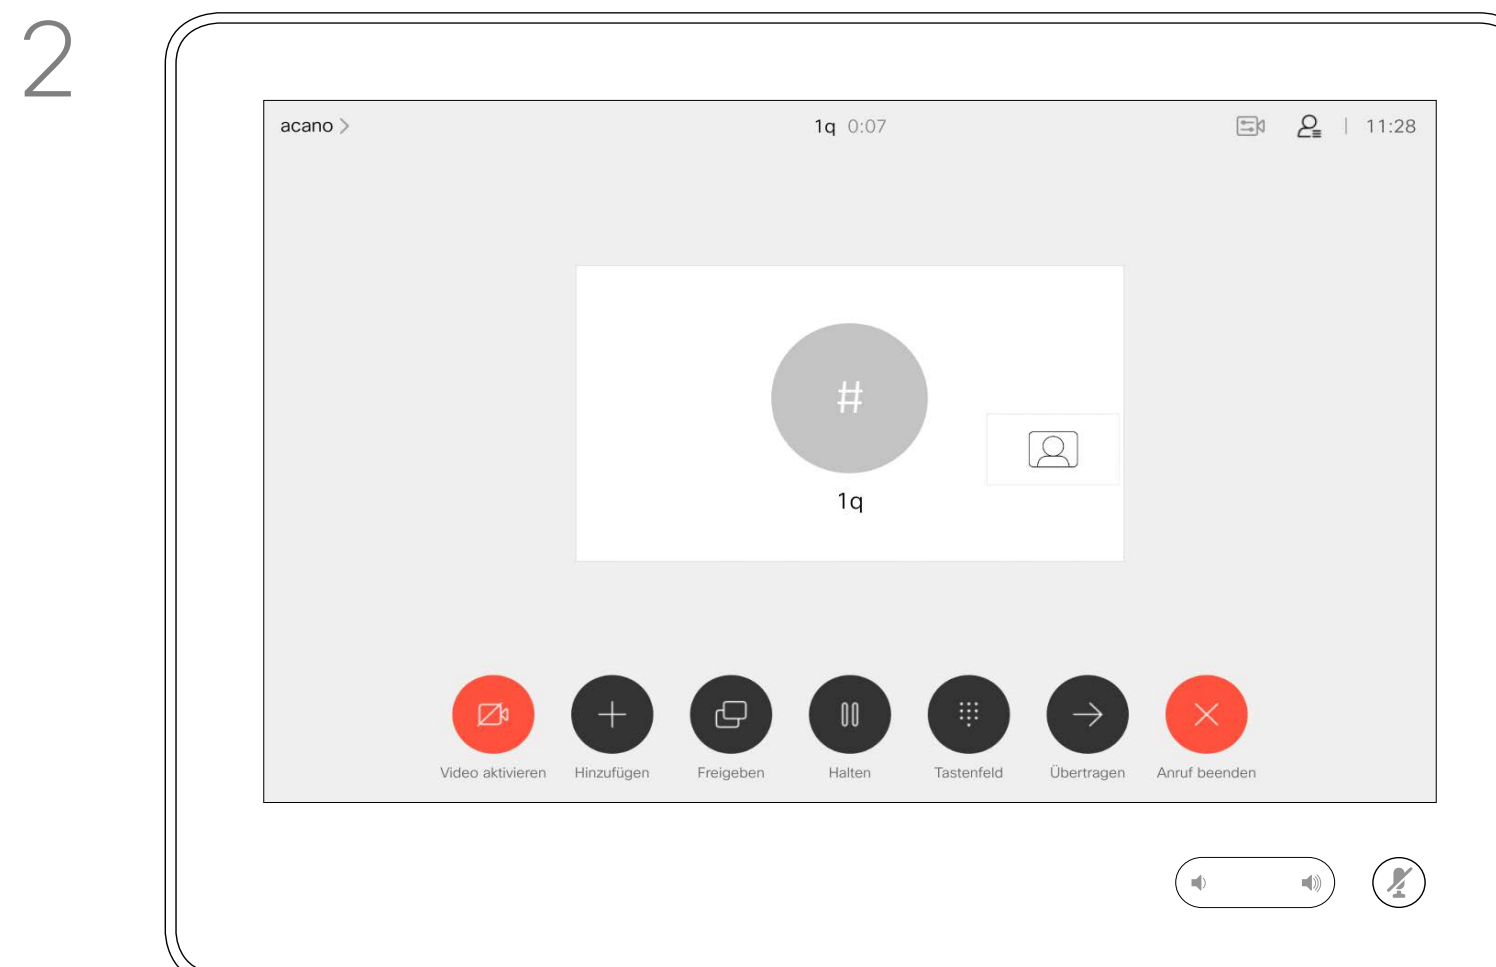 2
acano
1q 0:07
11:28
#
1q
Video aktivieren
Hinzufügen
Freigeben
Halten
Tastenfeld
Übertragen
Anruf beenden